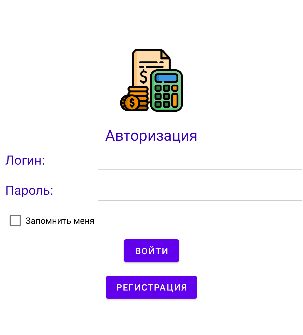 Авторизация
Логин:
Пароль:
Запомнить меня
ВОЙТИ
РЕГИСТРАЦИЯ